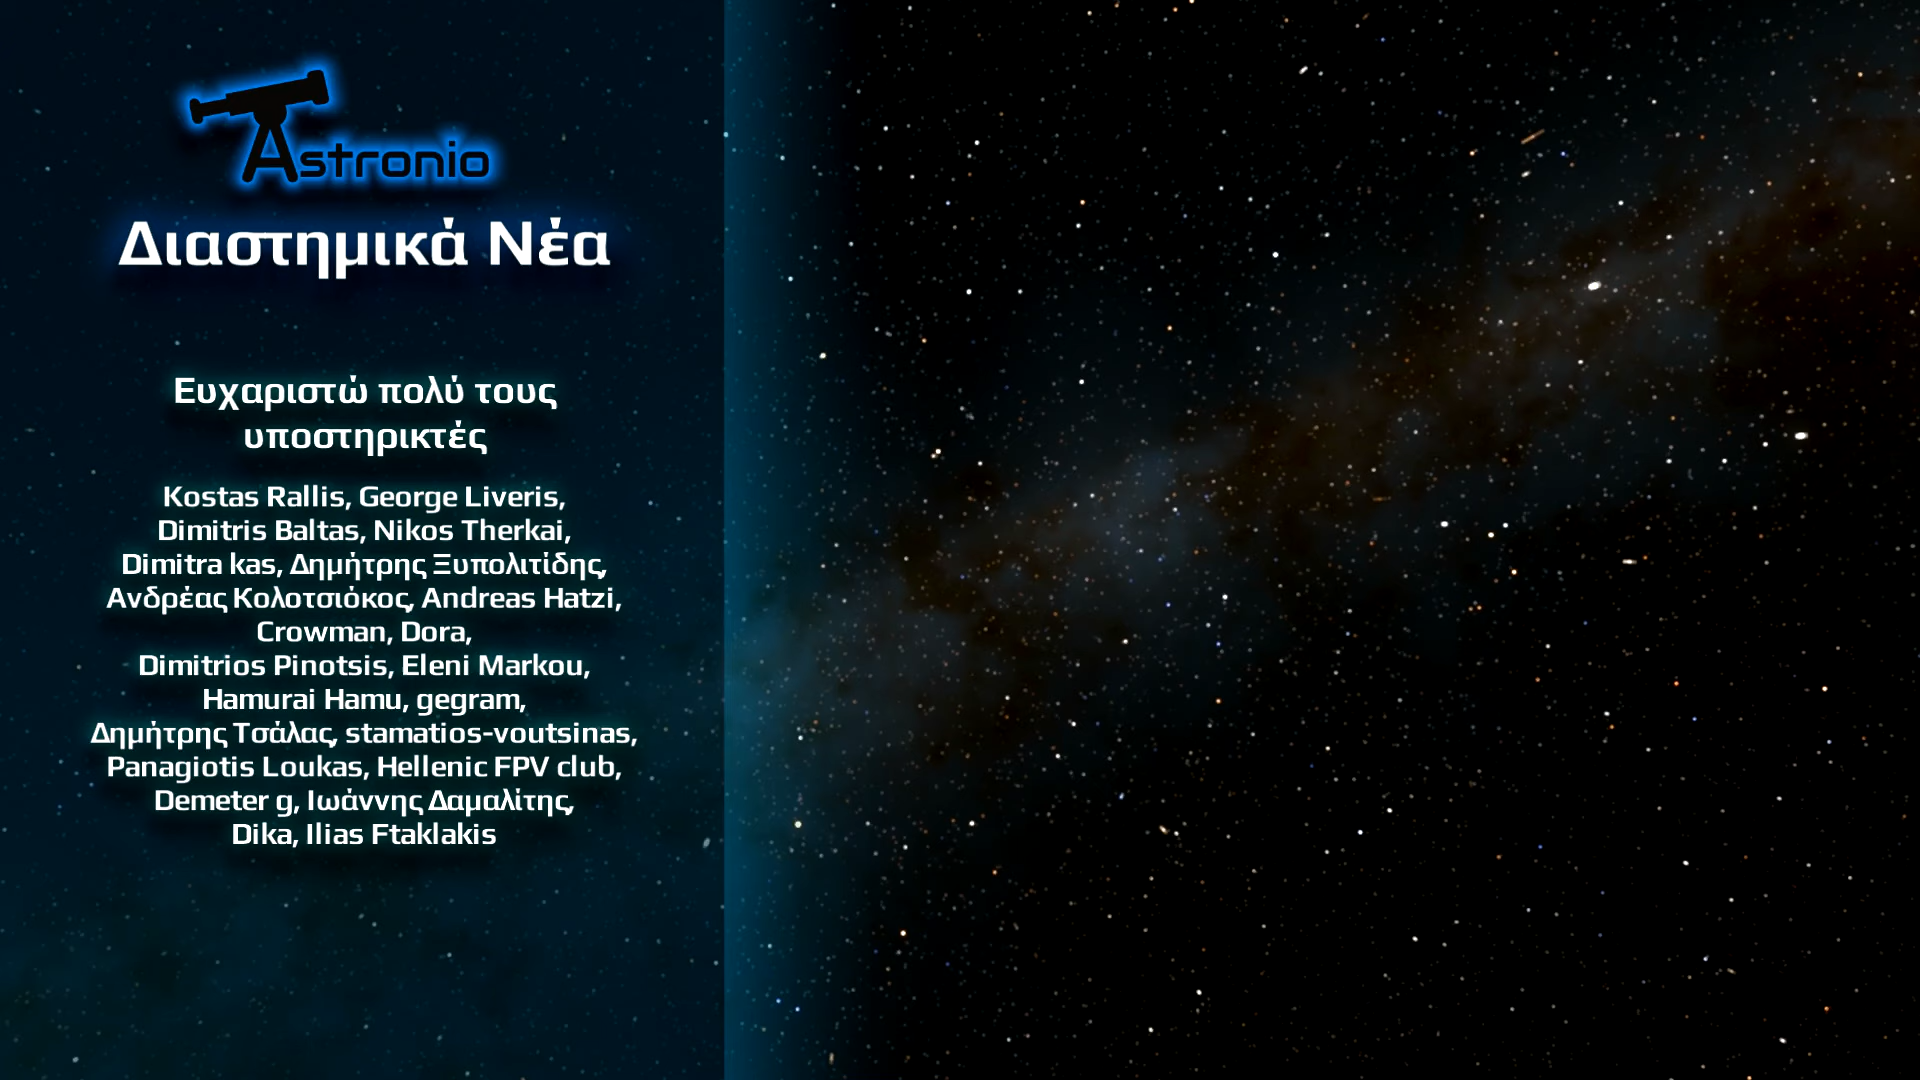 Astronio
Διαστημικά Νέα
Ευχαριστώ πολύ τους
υποστηρικτές
Kostas Rallis, George Liveris,
Dimitris Baltas, Nikos Therkai,
Dimitra kas, Δημήτρης Ξυπολιτίδης,
Ανδρέας Κολοτσιόκος, Andreas Hatzi,
Crowman, Dora,
Dimitrios Pinotsis, Eleni Markou,
Hamurai Hamu, gegram,
Δημήτρης Τσάλας, stamatios-voutsinas,
Panagiotis Loukas, Hellenic FPV club,
Demeter g, Ιωάννης Δαμαλίτης,
Dika, Ilias Ftaklakis